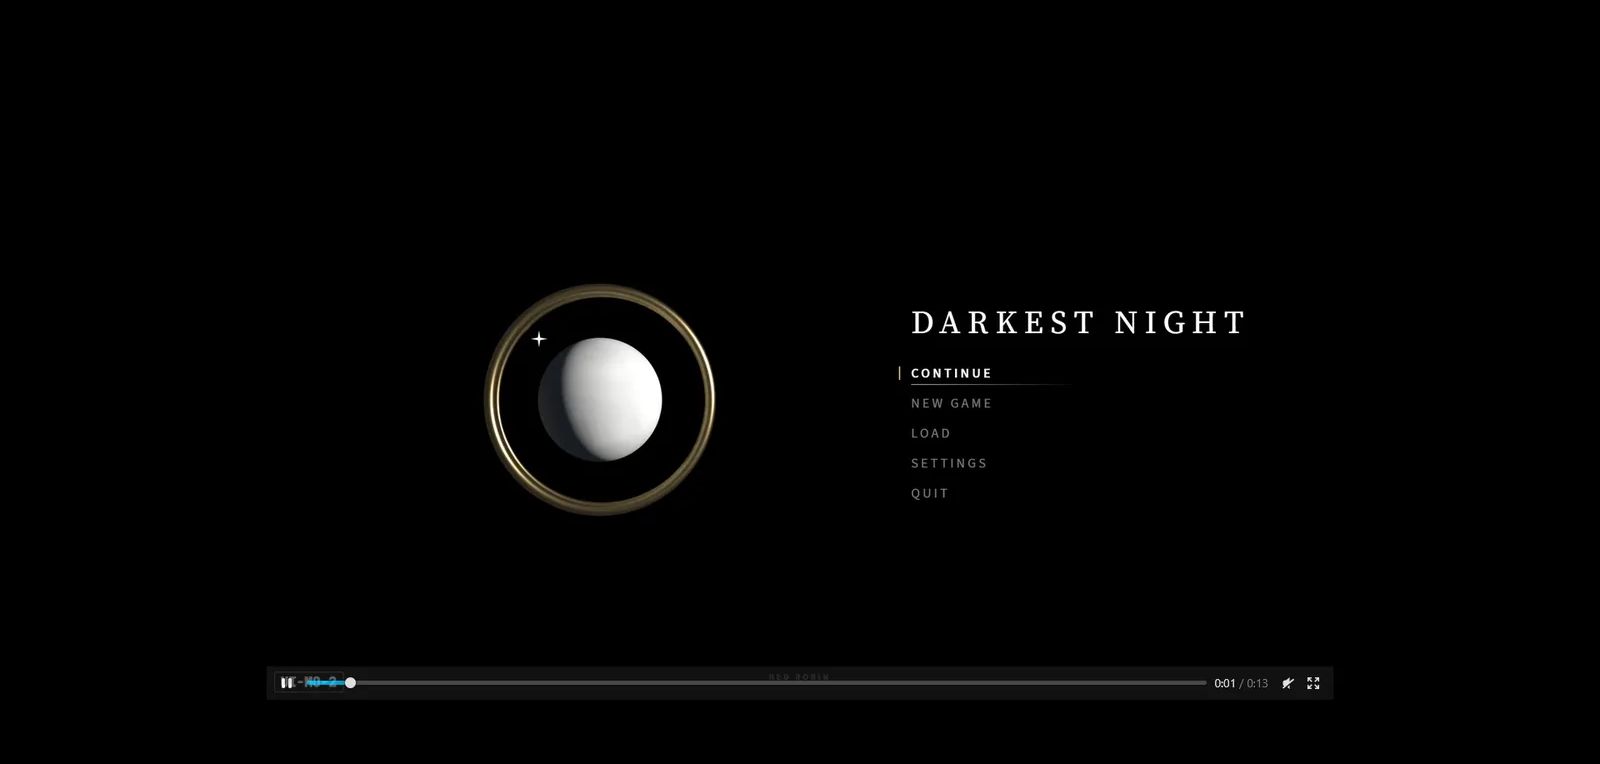 DARKEST NIGHT
CONTINUE
NEW GAME
LOAD
SETTINGS
QUIT
0:01 / 0:13